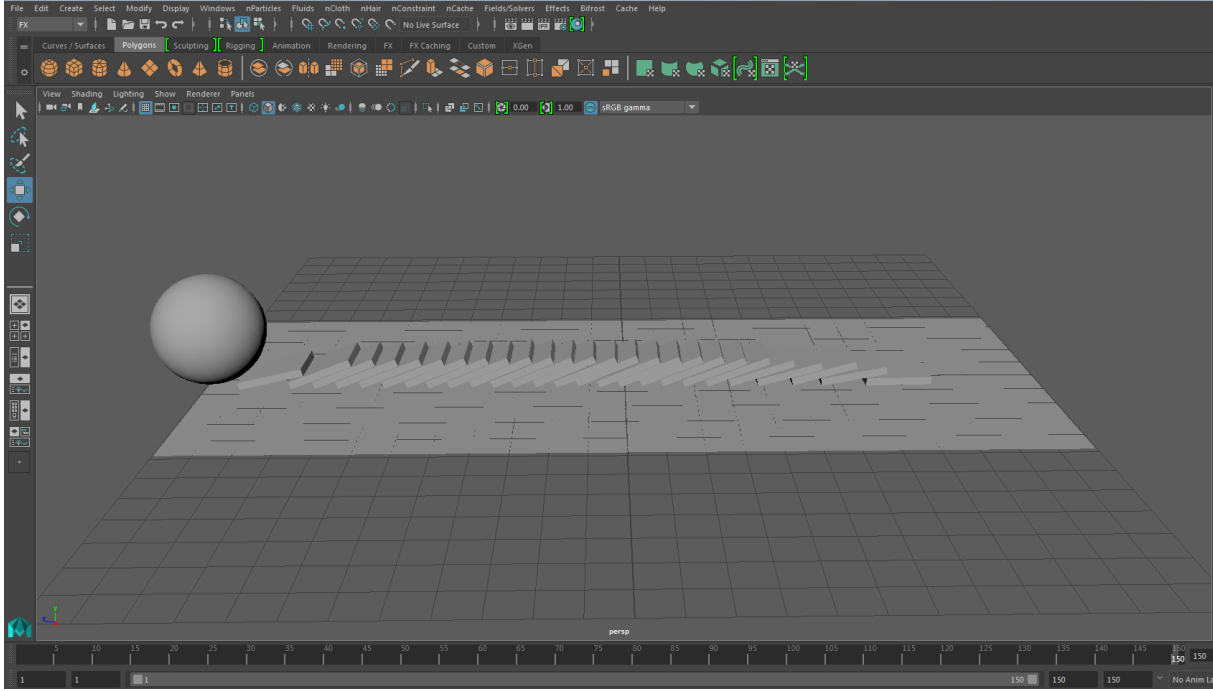 File Edit Create Select Modify Display Windows nParticles Fluids nCloth nHair nConstraint nCache Fields/Solvers Effects Bifrost Cache Help
FX No Live Surface
Curves / Surfaces Polygons Sculpting Rigging Animation Rendering FX FX Caching Custom XGen
View Shading Lighting Show Renderer Panels
0.00 1.00 sRGB gamma
y
persp
5 10 15 20 25 30 35 40 45 50 55 60 65 70 75 80 85 90 95 100 105 110 115 120 125 130 135 140 145 150
150 150
1 1 1 150 150 150 No Anim La